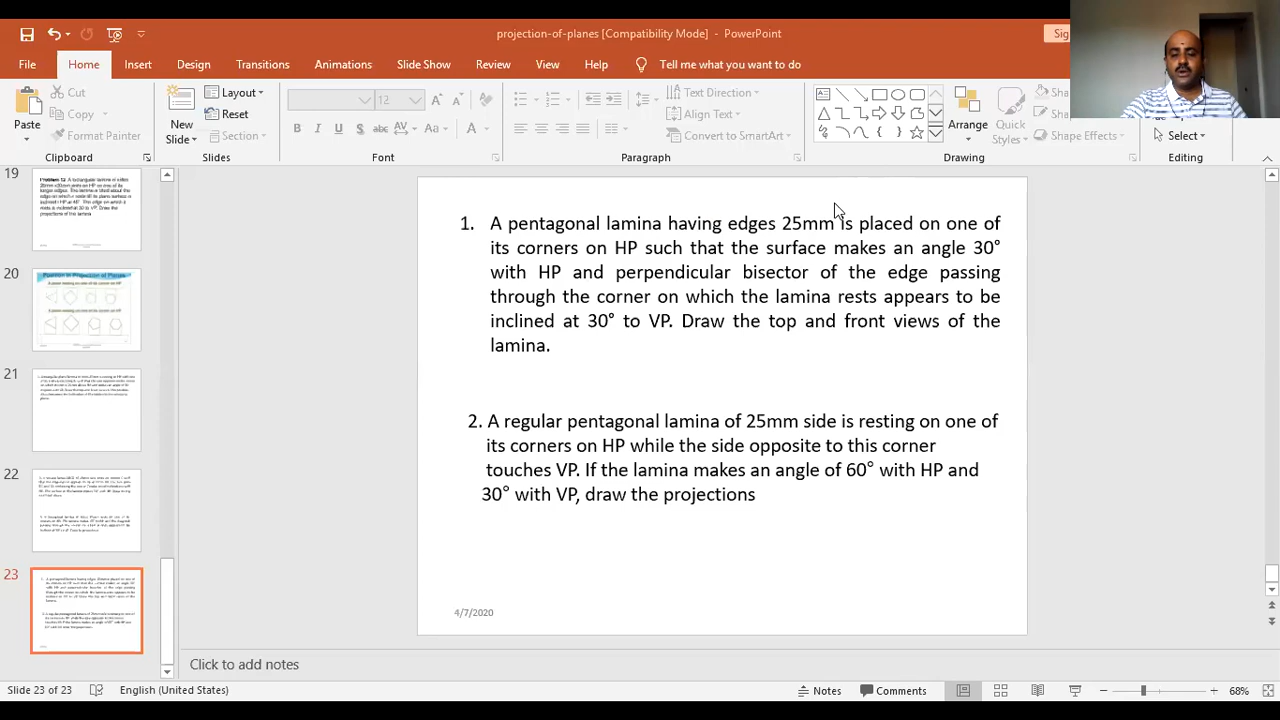 projection-of-planes [Compatibility Mode] - PowerPoint
Sig
File Home Insert Design Transitions Animations Slide Show Review View Help Tell me what you want to do
Paste
Cut
Copy
Format Painter
Clipboard
New Slide
Layout
Reset
Section
Slides
12
Font
Text Direction
Align Text
Convert to SmartArt
Paragraph
Arrange
Quick Styles
Sha
Shape Effects
Drawing
Select
Editing
19
20
21
22
23
1. A pentagonal lamina having edges 25mm is placed on one of
its corners on HP such that the surface makes an angle 30°
with HP and perpendicular bisector of the edge passing
through the corner on which the lamina rests appears to be
inclined at 30° to VP. Draw the top and front views of the
lamina.
2. A regular pentagonal lamina of 25mm side is resting on one of
its corners on HP while the side opposite to this corner
touches VP. If the lamina makes an angle of 60° with HP and
30° with VP, draw the projections
4/7/2020
Click to add notes
Slide 23 of 23 English (United States) Notes Comments 68%